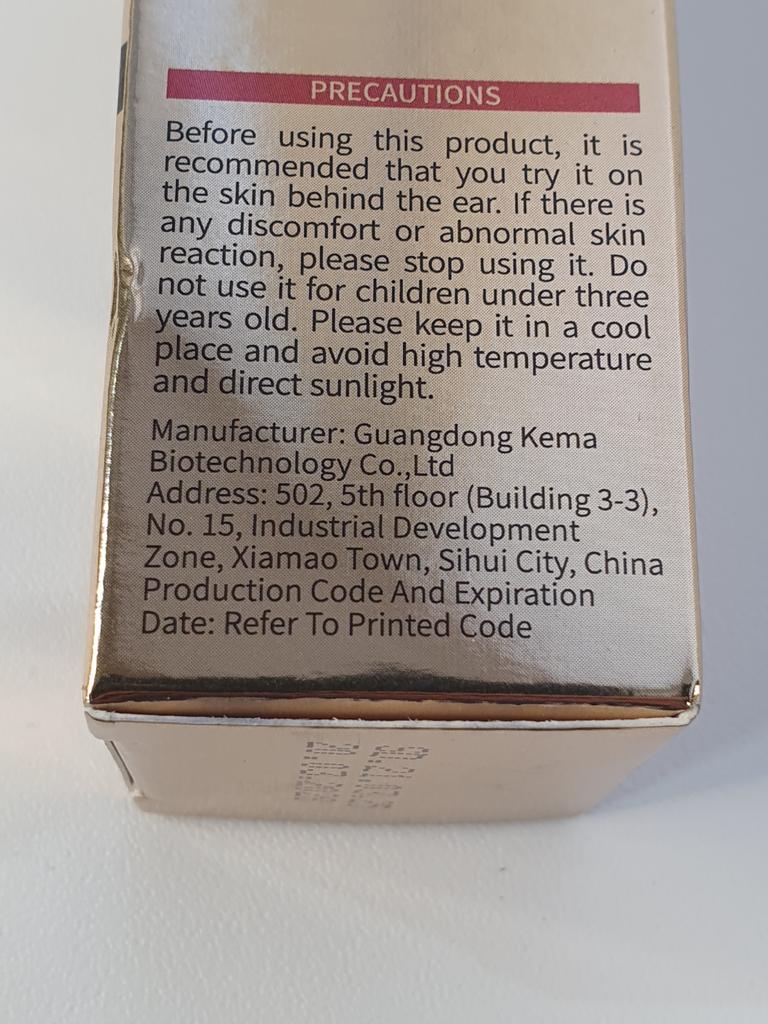 PRECAUTIONS
Before using this product, it is
recommended that you try it on
the skin behind the ear. If there is
any discomfort or abnormal skin
reaction, please stop using it. Do
not use it for children under three
years old. Please keep it in a cool
place and avoid high temperature
and direct sunlight.
Manufacturer: Guangdong Kema
Biotechnology Co.,Ltd
Address: 502, 5th floor (Building 3-3),
No. 15, Industrial Development
Zone, Xiamao Town, Sihui City, China
Production Code And Expiration
Date: Refer To Printed Code